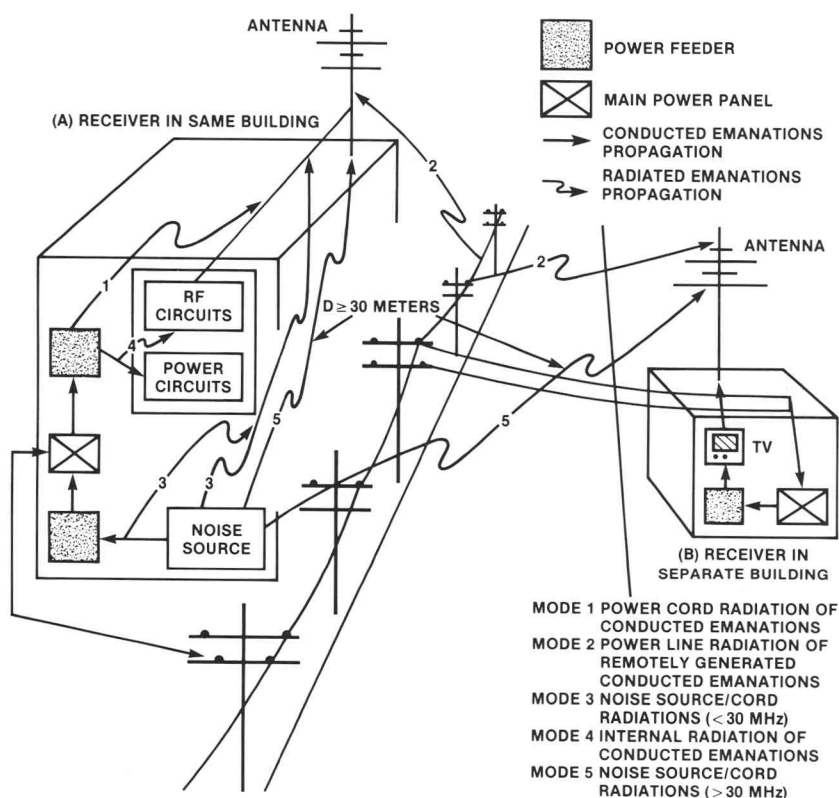 ANTENNA
POWER FEEDER
MAIN POWER PANEL
CONDUCTED EMANATIONS
PROPAGATION
RADIATED EMANATIONS
PROPAGATION
(A) RECEIVER IN SAME BUILDING
2
ANTENNA
2
1
RF
CIRCUITS
D ≥ 30 METERS
4
POWER
CIRCUITS
5
5
3
3
NOISE
SOURCE
TV
(B) RECEIVER IN
SEPARATE BUILDING
MODE 1 POWER CORD RADIATION OF
CONDUCTED EMANATIONS
MODE 2 POWER LINE RADIATION OF
REMOTELY GENERATED
CONDUCTED EMANATIONS
MODE 3 NOISE SOURCE/CORD
RADIATIONS (<30 MHz)
MODE 4 INTERNAL RADIATION OF
CONDUCTED EMANATIONS
MODE 5 NOISE SOURCE/CORD
RADIATIONS (>30 MHz)